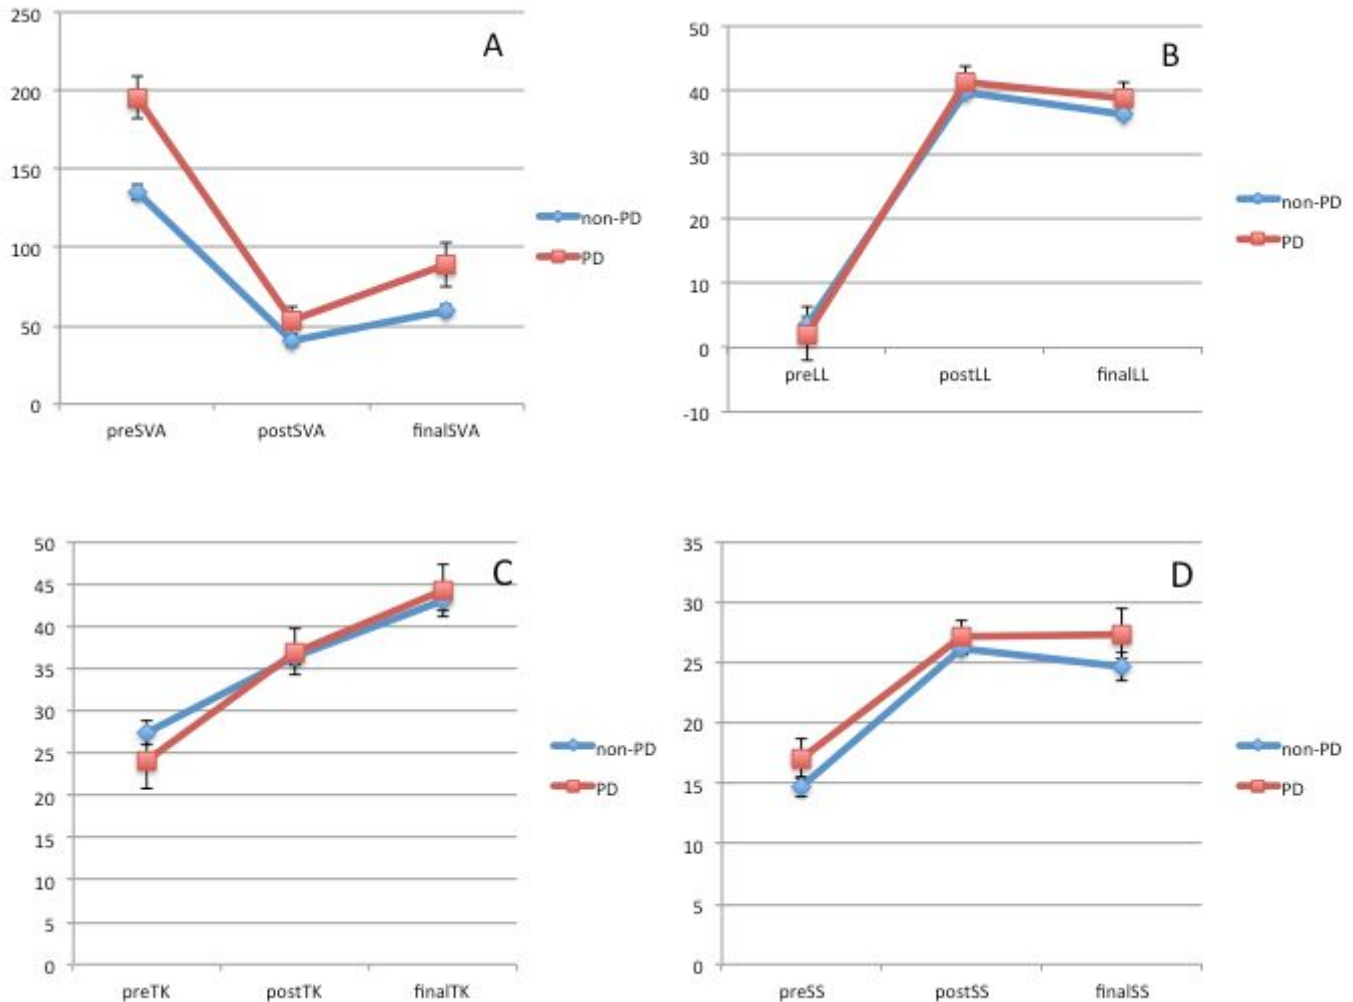 A
250
200
150
100
50
0
preSVA
postSVA
finalSVA
non-PD
PD
B
50
40
30
20
10
0
-10
preLL
postLL
finalLL
non-PD
PD
C
50
45
40
35
30
25
20
15
10
5
0
preTK
postTK
finalTK
non-PD
PD
D
35
30
25
20
15
10
5
0
preSS
postSS
finalSS
non-PD
PD